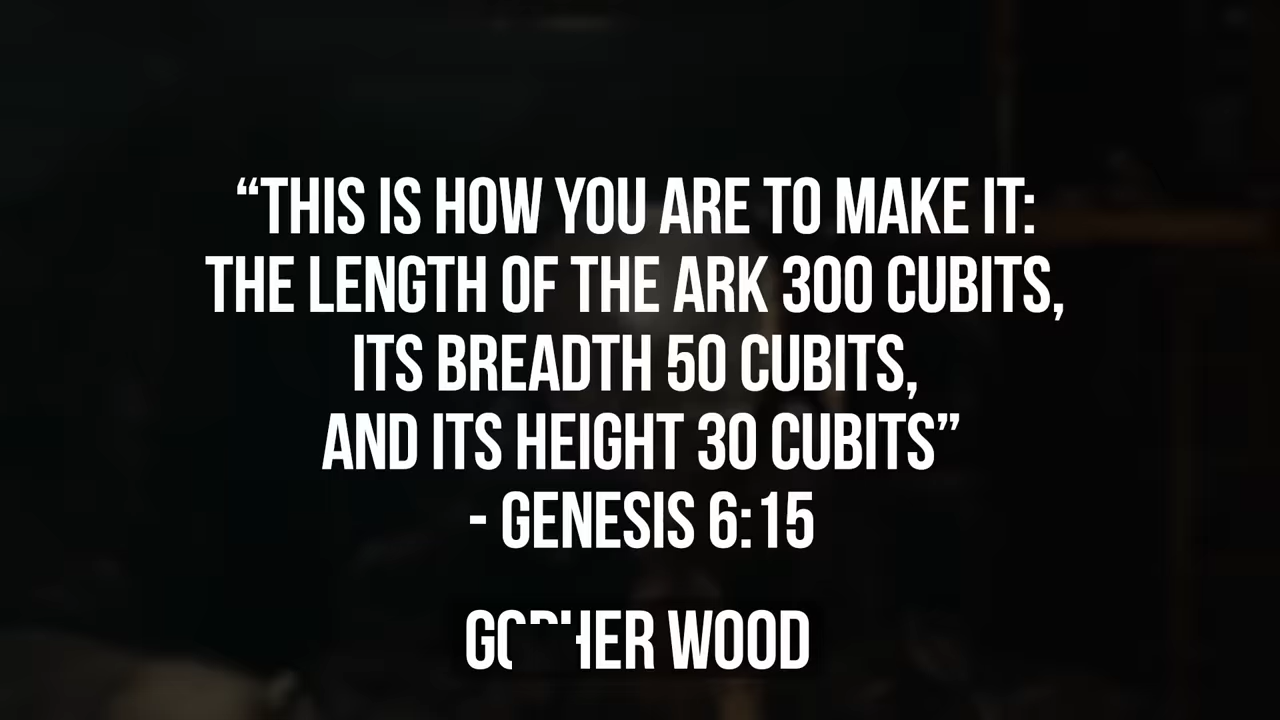 “THIS IS HOW YOU ARE TO MAKE IT:
THE LENGTH OF THE ARK 300 CUBITS,
ITS BREADTH 50 CUBITS,
AND ITS HEIGHT 30 CUBITS”
- GENESIS 6:15
WOOD